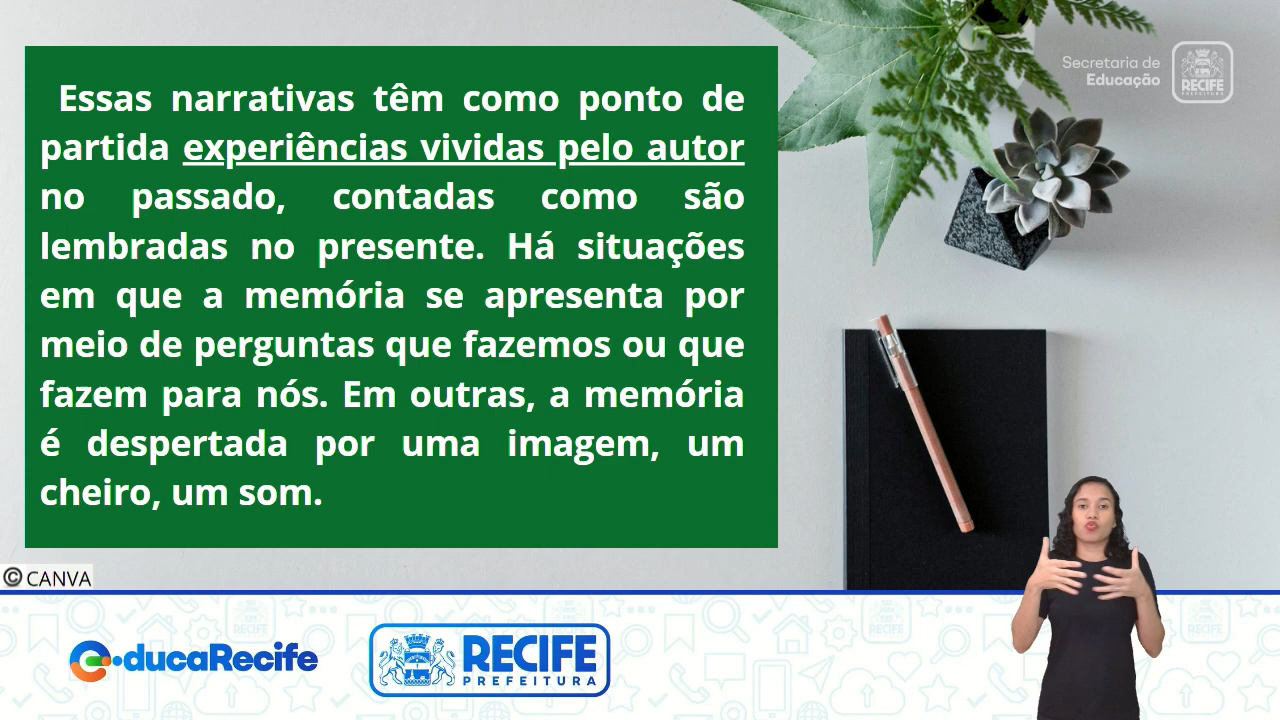 Essas narrativas têm como ponto de
partida experiências vividas pelo autor
no passado, contadas como são
lembradas no presente. Há situações
em que a memória se apresenta por
meio de perguntas que fazemos ou que
fazem para nós. Em outras, a memória
é despertada por uma imagem, um
cheiro, um som.
Secretaria de
Educação
RECIFE
PREFEITURA
© CANVA
EducaRecife
RECIFE
PREFEITURA